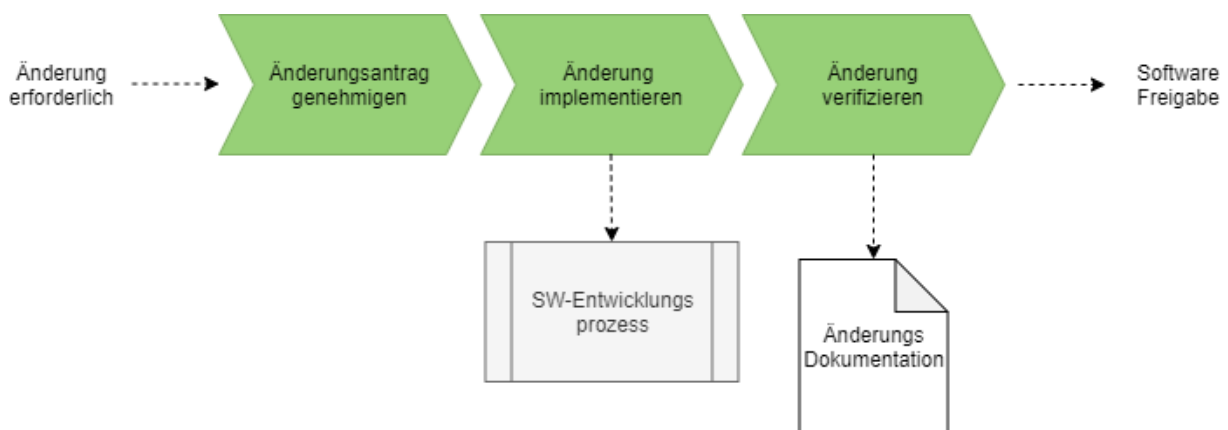 Änderung
erforderlich
Änderungsantrag
genehmigen
Änderung
implementieren
Änderung
verifizieren
Software
Freigabe
SW-Entwicklungs
prozess
Änderungs
Dokumentation